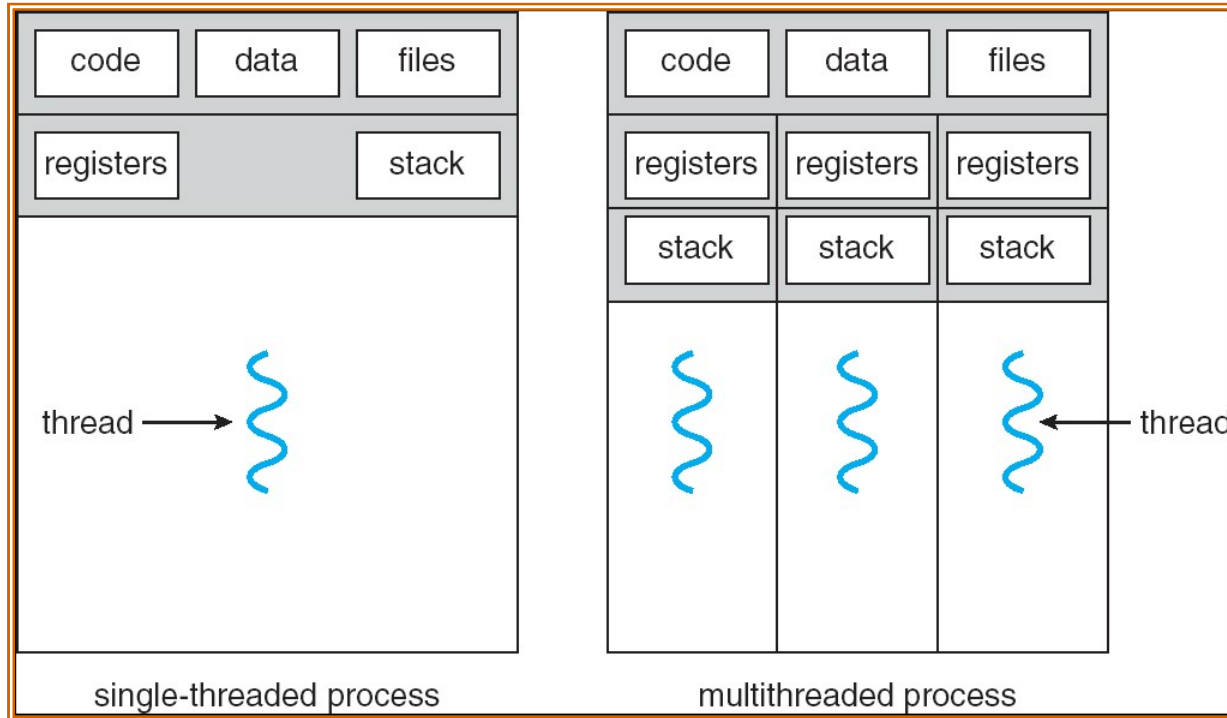 code data files code data files
registers stack registers registers registers
stack stack stack
thread thread
single-threaded process multithreaded process